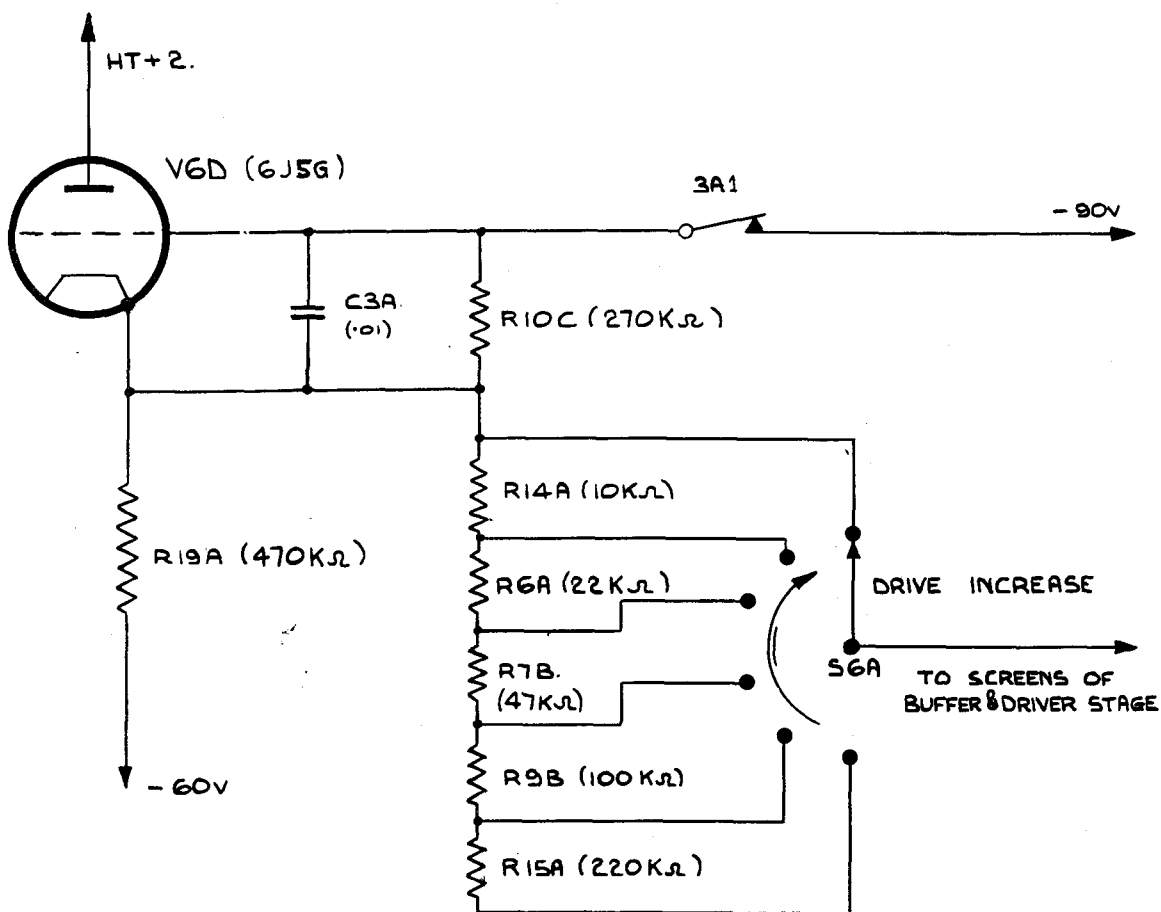 HT+2.
V6D (6J5G)
3A1
-90V
C3A.
(·01)
R10C (270KΩ)
R14A (10KΩ)
R19A (470KΩ)
R6A (22KΩ)
DRIVE INCREASE
R7B.
(47KΩ)
S6A
TO SCREENS OF
BUFFER & DRIVER STAGE
R9B (100KΩ)
-60V
R15A (220KΩ)